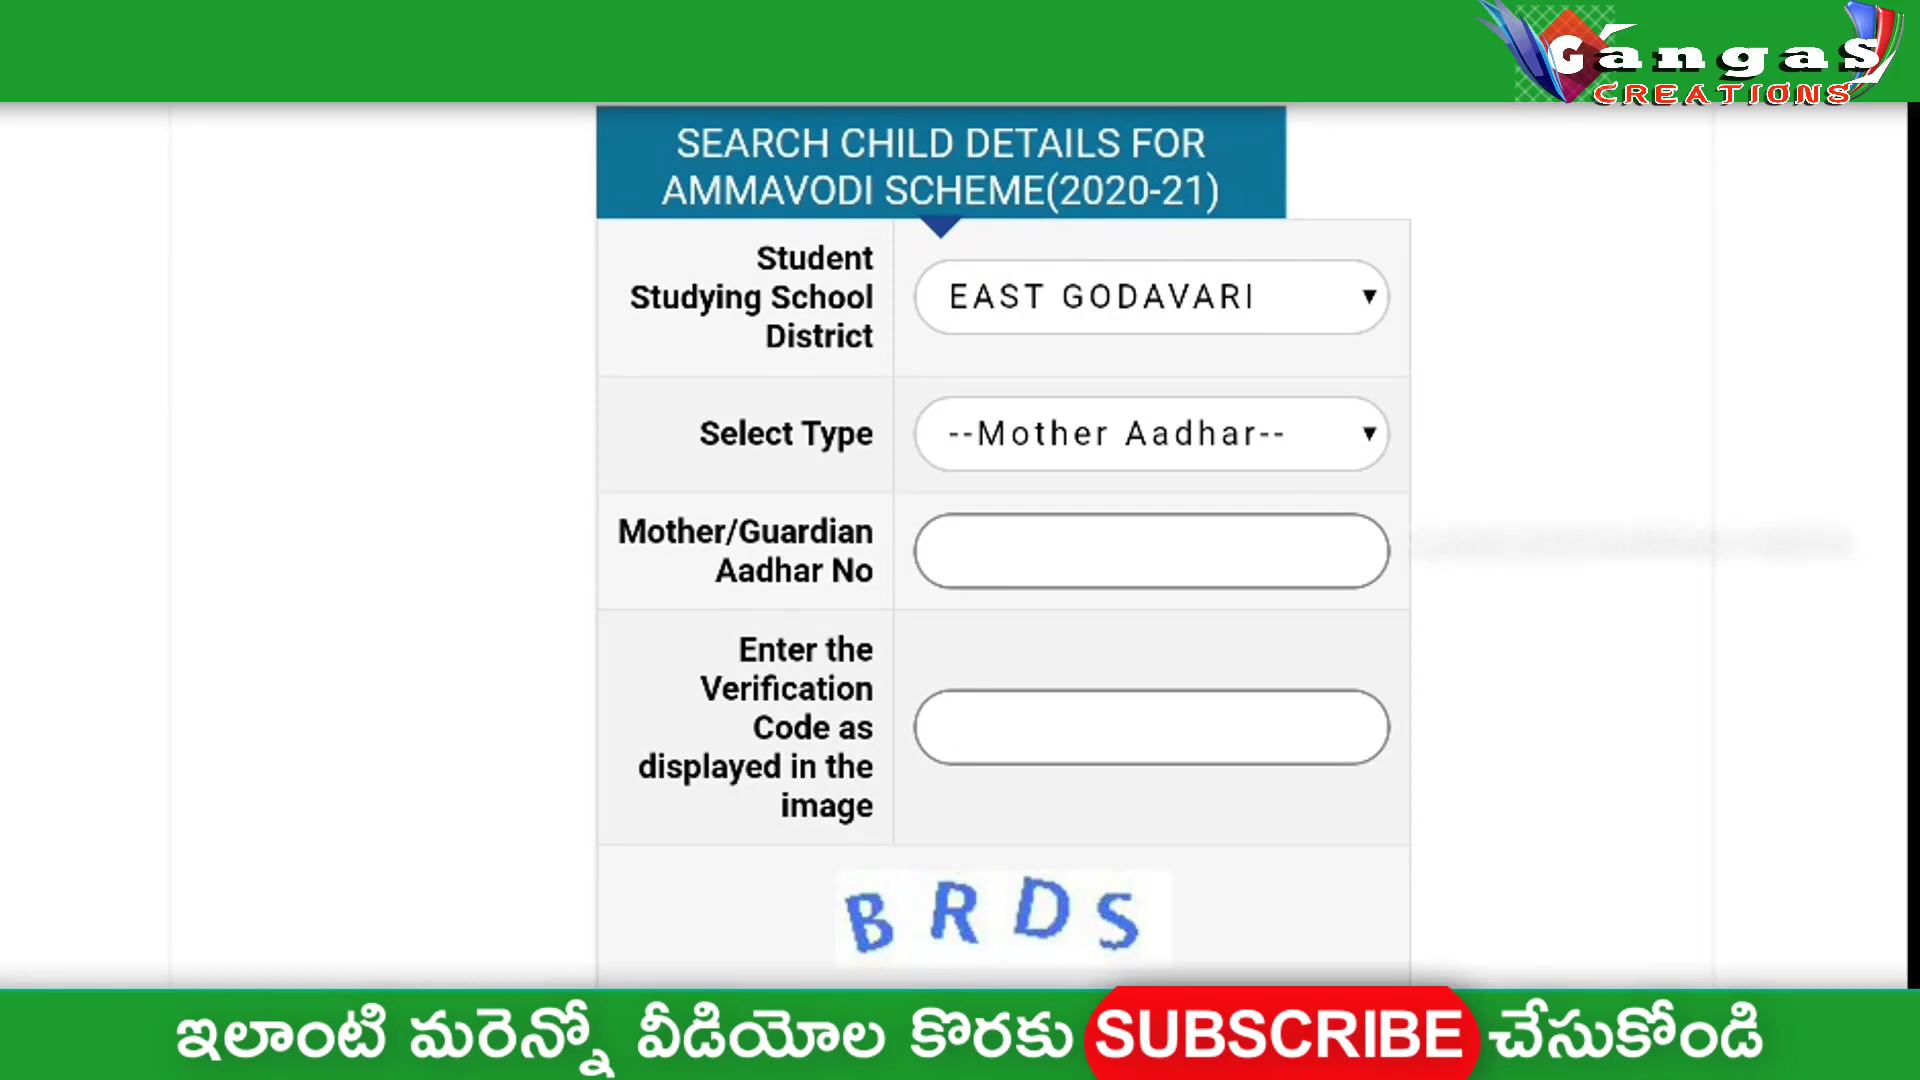 GangaS
CREATIONS
SEARCH CHILD DETAILS FOR
AMMAVODI SCHEME(2020-21)
Student
Studying School
District
EAST GODAVARI
Select Type
--Mother Aadhar--
Mother/Guardian
Aadhar No
Enter the
Verification
Code as
displayed in the
image
B R D S
ఇలాంటి మరెన్నో వీడియోల కొరకు SUBSCRIBE చేసుకోండి